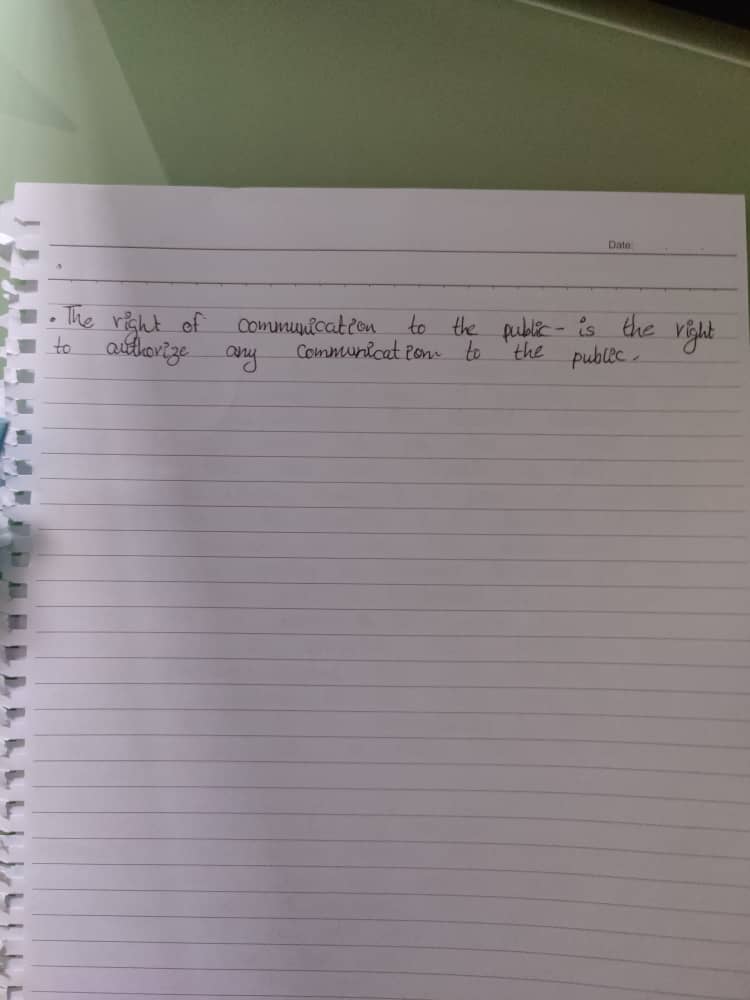 Date:
• The right of communication to the public - is the right
to authorize any communication to the public.